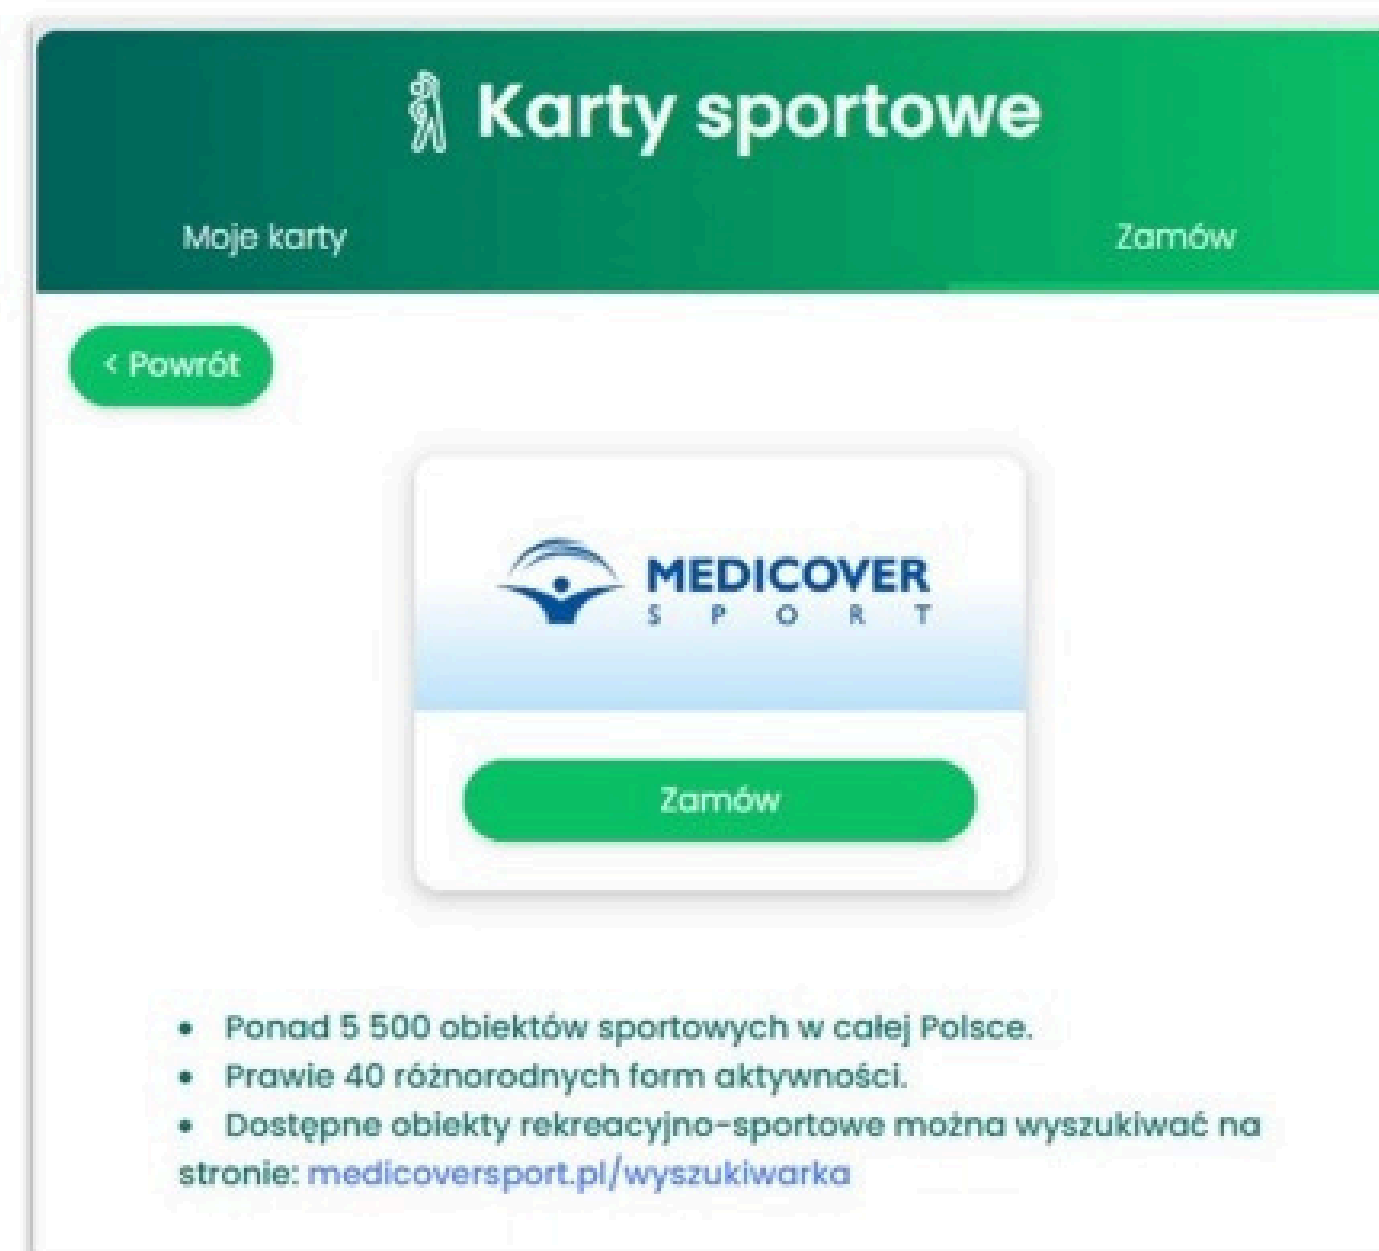 Karty sportowe
Moje karty
Zamów
< Powrót
MEDICOVER
SPORT
Zamów
• Ponad 5 500 obiektów sportowych w całej Polsce.
• Prawie 40 różnorodnych form aktywności.
• Dostępne obiekty rekreacyjno-sportowe można wyszukiwać na
stronie: medicoversport.pl/wyszukiwarka